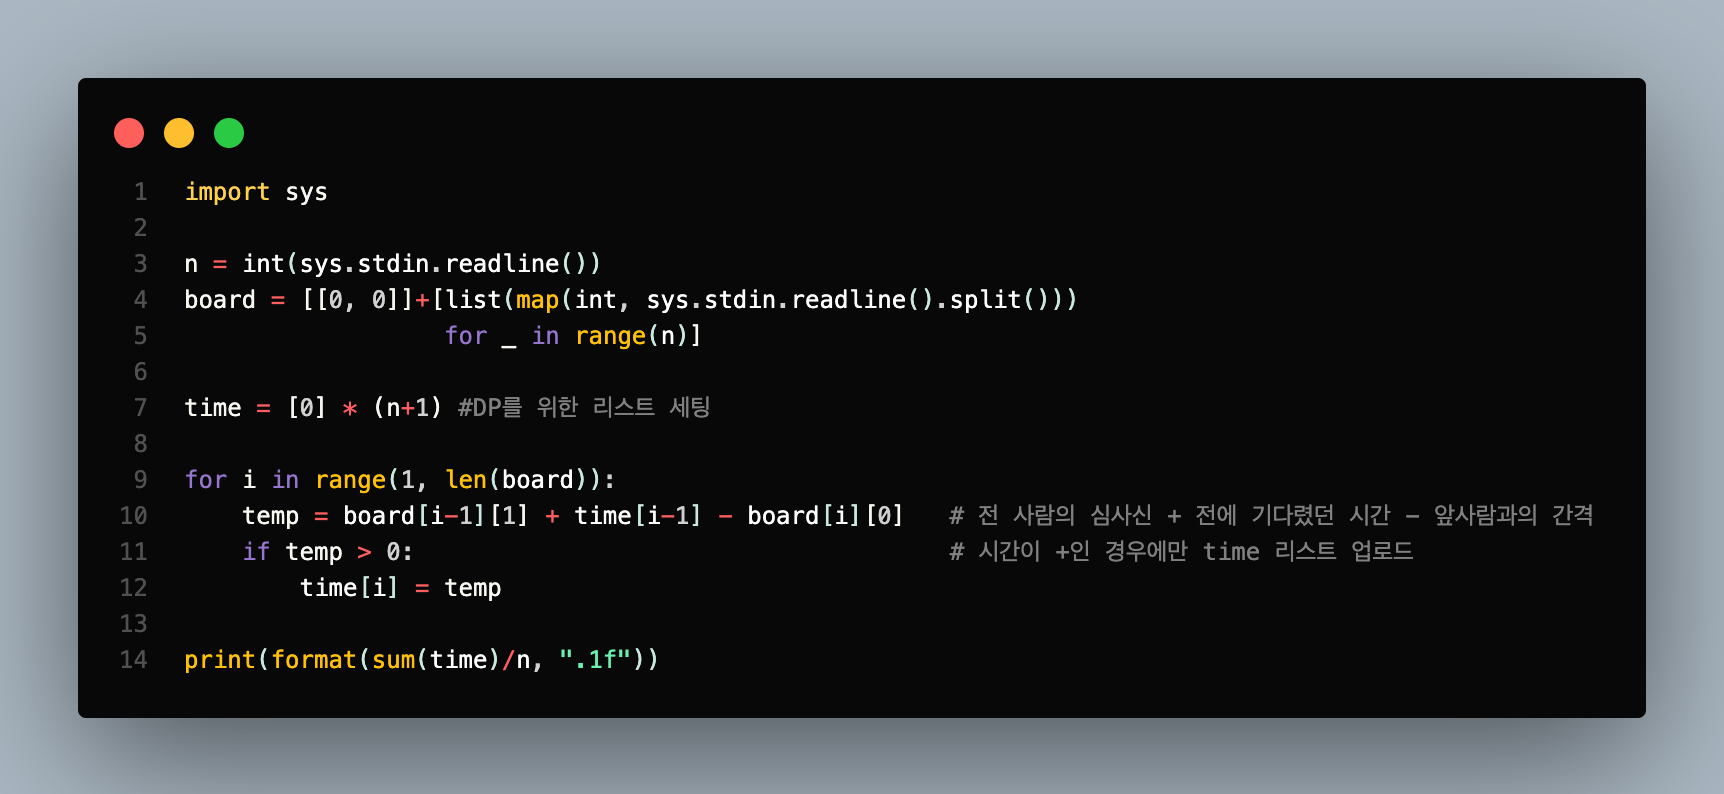 1 import sys
2
3 n = int(sys.stdin.readline())
4 board = [[0, 0]]+[list(map(int, sys.stdin.readline().split()))
5                   for _ in range(n)]
6
7 time = [0] * (n+1) #DP를 위한 리스트 세팅
8
9 for i in range(1, len(board)):
10     temp = board[i-1][1] + time[i-1] - board[i][0]   # 전 사람의 심사신 + 전에 기다렸던 시간 - 앞사람과의 간격
11     if temp > 0:                                     # 시간이 +인 경우에만 time 리스트 업로드
12         time[i] = temp
13
14 print(format(sum(time)/n, ".1f"))